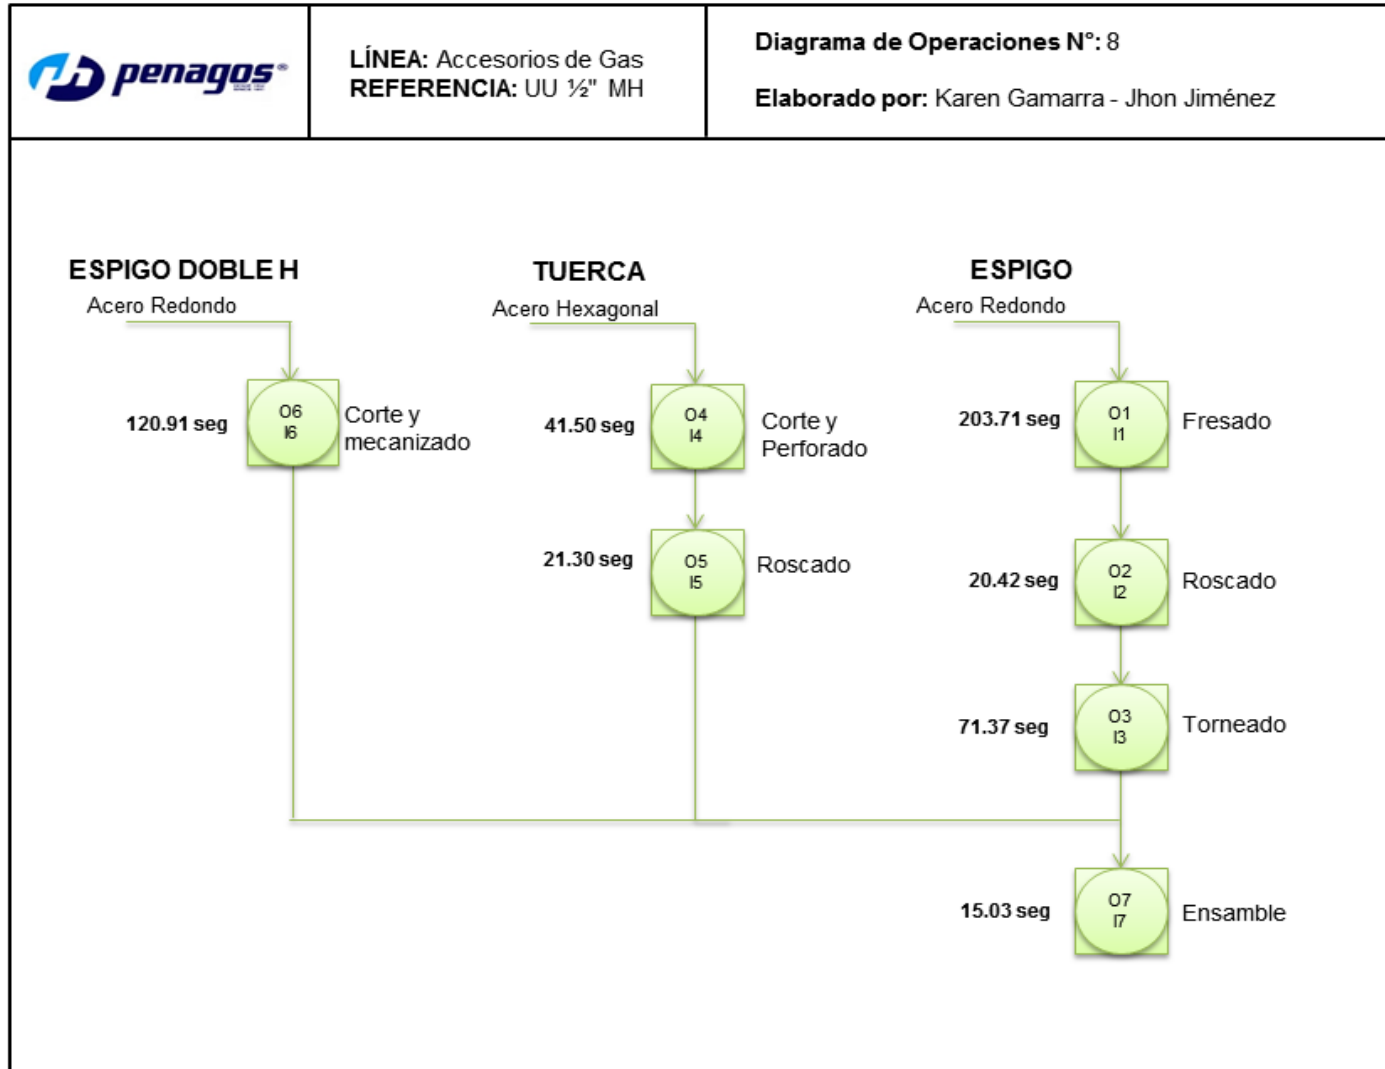 penagos
LÍNEA: Accesorios de Gas
REFERENCIA: UU ½" MH
Diagrama de Operaciones N°: 8
Elaborado por: Karen Gamarra - Jhon Jiménez
ESPIGO DOBLE H
Acero Redondo
120.91 seg
O6
I6
Corte y
mecanizado
TUERCA
Acero Hexagonal
41.50 seg
O4
I4
Corte y
Perforado
21.30 seg
O5
I5
Roscado
ESPIGO
Acero Redondo
203.71 seg
O1
I1
Fresado
20.42 seg
O2
I2
Roscado
71.37 seg
O3
I3
Torneado
15.03 seg
O7
I7
Ensamble